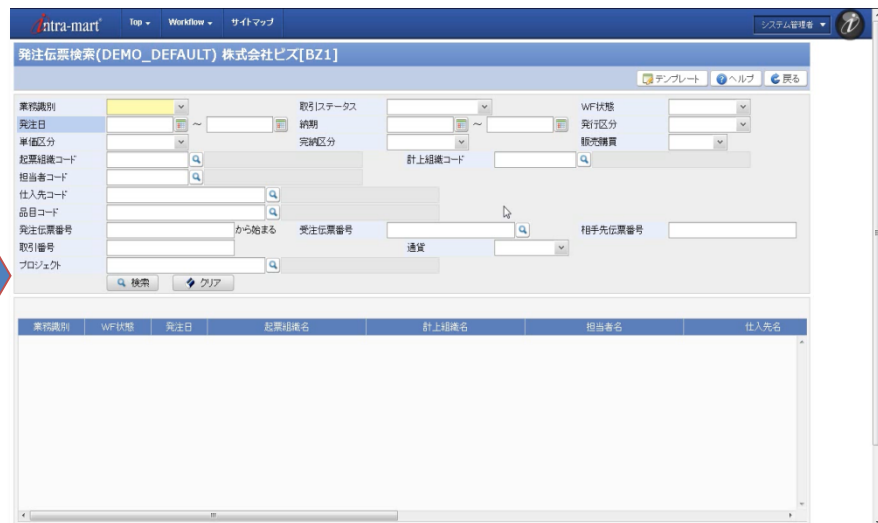 intra-mart Top Workflow サイトマップ システム管理者
発注伝票検索(DEMO_DEFAULT) 株式会社ビズ[BZ1]
テンプレート ヘルプ 戻る
業務識別 取引ステータス WF状態
発注日 ～ 納期 ～ 発行区分
単価区分 完納区分 販売購買
起票組織コード 計上組織コード
担当者コード
仕入先コード
品目コード
発注伝票番号 から始まる 受注伝票番号 相手先伝票番号
取引番号 通貨
プロジェクト
検索 クリア
業務識別 WF状態 発注日 起票組織名 計上組織名 担当者名 仕入先名